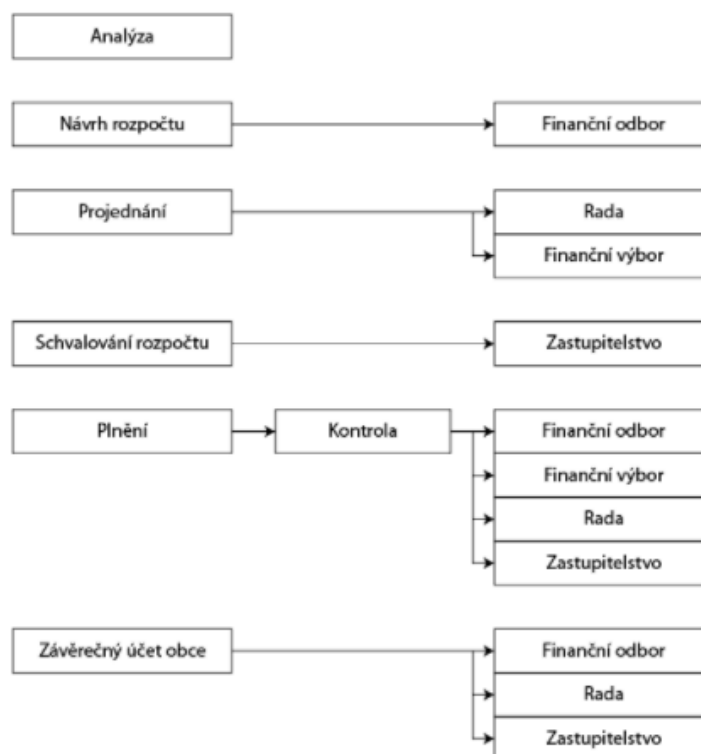 Analýza
Návrh rozpočtu
Finanční odbor
Projednání
Rada
Finanční výbor
Schvalování rozpočtu
Zastupitelstvo
Plnění
Kontrola
Finanční odbor
Finanční výbor
Rada
Zastupitelstvo
Závěrečný účet obce
Finanční odbor
Rada
Zastupitelstvo